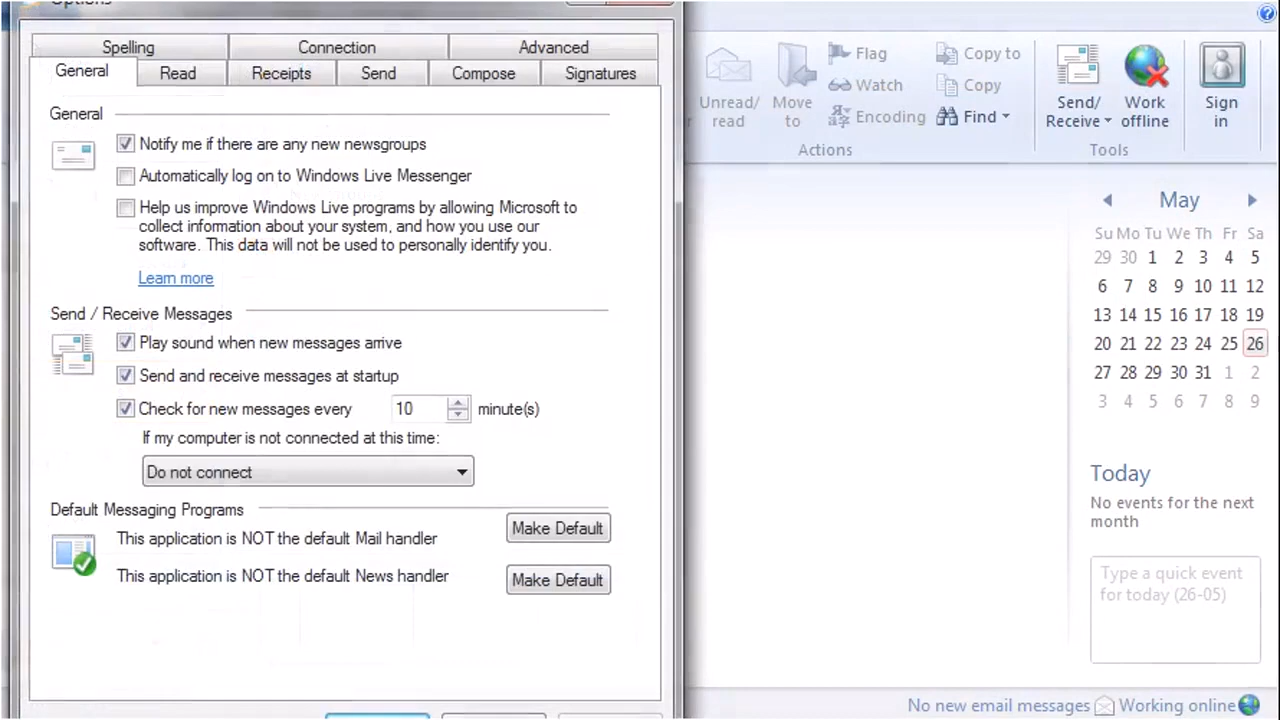 Options
Spelling
Connection
Advanced
General
Read
Receipts
Send
Compose
Signatures
General
Notify me if there are any new newsgroups
Automatically log on to Windows Live Messenger
Help us improve Windows Live programs by allowing Microsoft to
collect information about your system, and how you use our
software. This data will not be used to personally identify you.
Learn more
Send / Receive Messages
Play sound when new messages arrive
Send and receive messages at startup
Check for new messages every 10 minute(s)
If my computer is not connected at this time:
Do not connect
Default Messaging Programs
This application is NOT the default Mail handler
Make Default
This application is NOT the default News handler
Make Default
Unread/
read
Move
to
Flag
Watch
Encoding
Copy to
Copy
Find
Actions
Send/
Receive
Work
offline
Tools
Sign
in
May
Su Mo Tu We Th Fr Sa
29 30 1 2 3 4 5
6 7 8 9 10 11 12
13 14 15 16 17 18 19
20 21 22 23 24 25 26
27 28 29 30 31 1 2
3 4 5 6 7 8 9
Today
No events for the next
month
Type a quick event
for today (26-05)
No new email messages
Working online